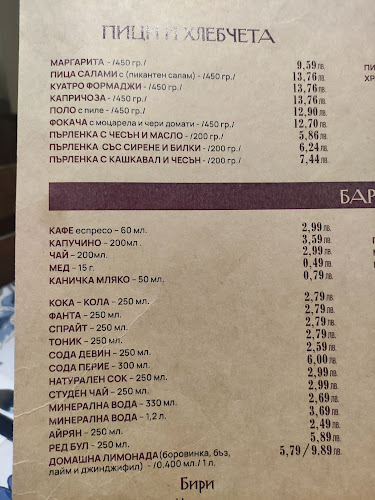 ПИЦИ И ХЛЕБЧЕТА
МАРГАРИТА - /450 гр./ 9,59 лв.
ПИЦА САЛАМИ с (пикантен салам) - /450 гр./ 13,76 лв. ПИ
КУАТРО ФОРМАДЖИ - /450 гр./ 13,76 лв. ХР
КАПРИЧОЗА - /450 гр./ 13,76 лв.
ПОЛО с пиле - /450 гр./ 12,90 лв.
ФОКАЧА с моцарела и чери домати - /450 гр./ 12,70 лв.
ПЪРЛЕНКА С ЧЕСЪН И МАСЛО - /200 гр./ 5,86 лв.
ПЪРЛЕНКА СЪС СИРЕНЕ И БИЛКИ - /200 гр./ 6,24 лв.
ПЪРЛЕНКА С КАШКАВАЛ И ЧЕСЪН - /200 гр./ 7,44 лв.
БАР
КАФЕ еспресо – 60 мл. 2,99 лв.
КАПУЧИНО – 200мл . 3,59 лв.
ЧАЙ – 200мл. 2,99 лв.
МЕД – 15 г. 0,49 лв.
КАНИЧКА МЛЯКО – 50 мл. 0,79 лв.
КОКА – КОЛА – 250 мл. 2,79 лв.
ФАНТА – 250 мл. 2,79 лв.
СПРАЙТ – 250 мл. 2,79 лв.
ТОНИК – 250 мл. 2,79 лв.
СОДА ДЕВИН – 250 мл. 2,59 лв.
СОДА ПЕРИЕ – 300 мл. 6,00 лв.
НАТУРАЛЕН СОК – 250 мл. 2,99 лв.
СТУДЕН ЧАЙ – 250 мл. 2,99 лв.
МИНЕРАЛНА ВОДА – 330 мл. 2,69 лв.
МИНЕРАЛНА ВОДА – 1,2 л. 3,69 лв.
АЙРЯН – 250 мл. 2,49 лв.
РЕД БУЛ – 250 мл. 5,89 лв.
ДОМАШНА ЛИМОНАДА(боровинка, бъз, 5,79 / 9,89 лв.
лайм и джинджифил) - 0,400 мл./ 1 л.
Бири